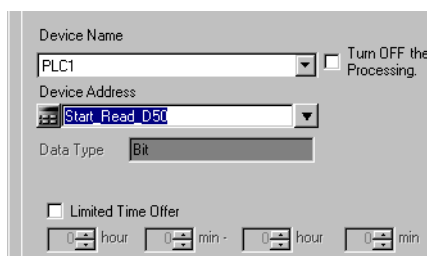 Device Name
PLC1
Turn OFF the
Processing.
Device Address
Start_Read_D50
Data Type Bit
Limited Time Offer
0 hour 0 min - 0 hour 0 min